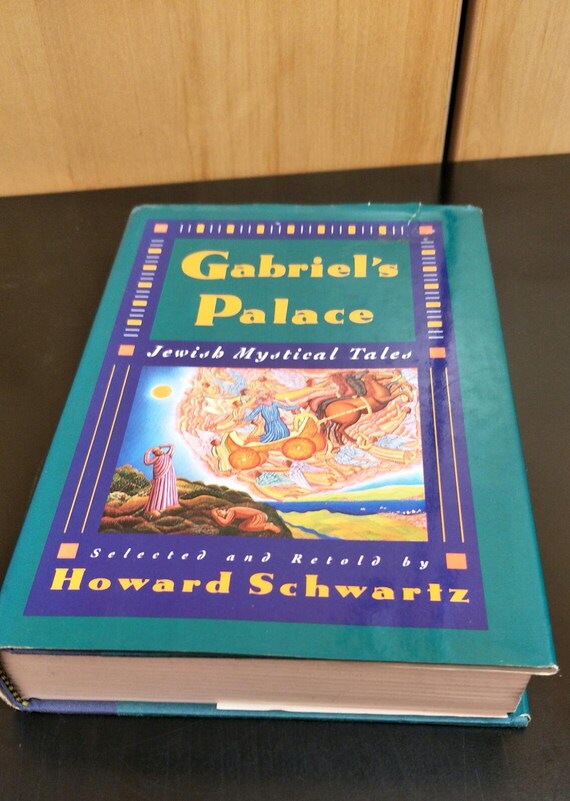 Gabriel's
Palace
Jewish Mystical Tales
Selected and Retold by
Howard Schwartz